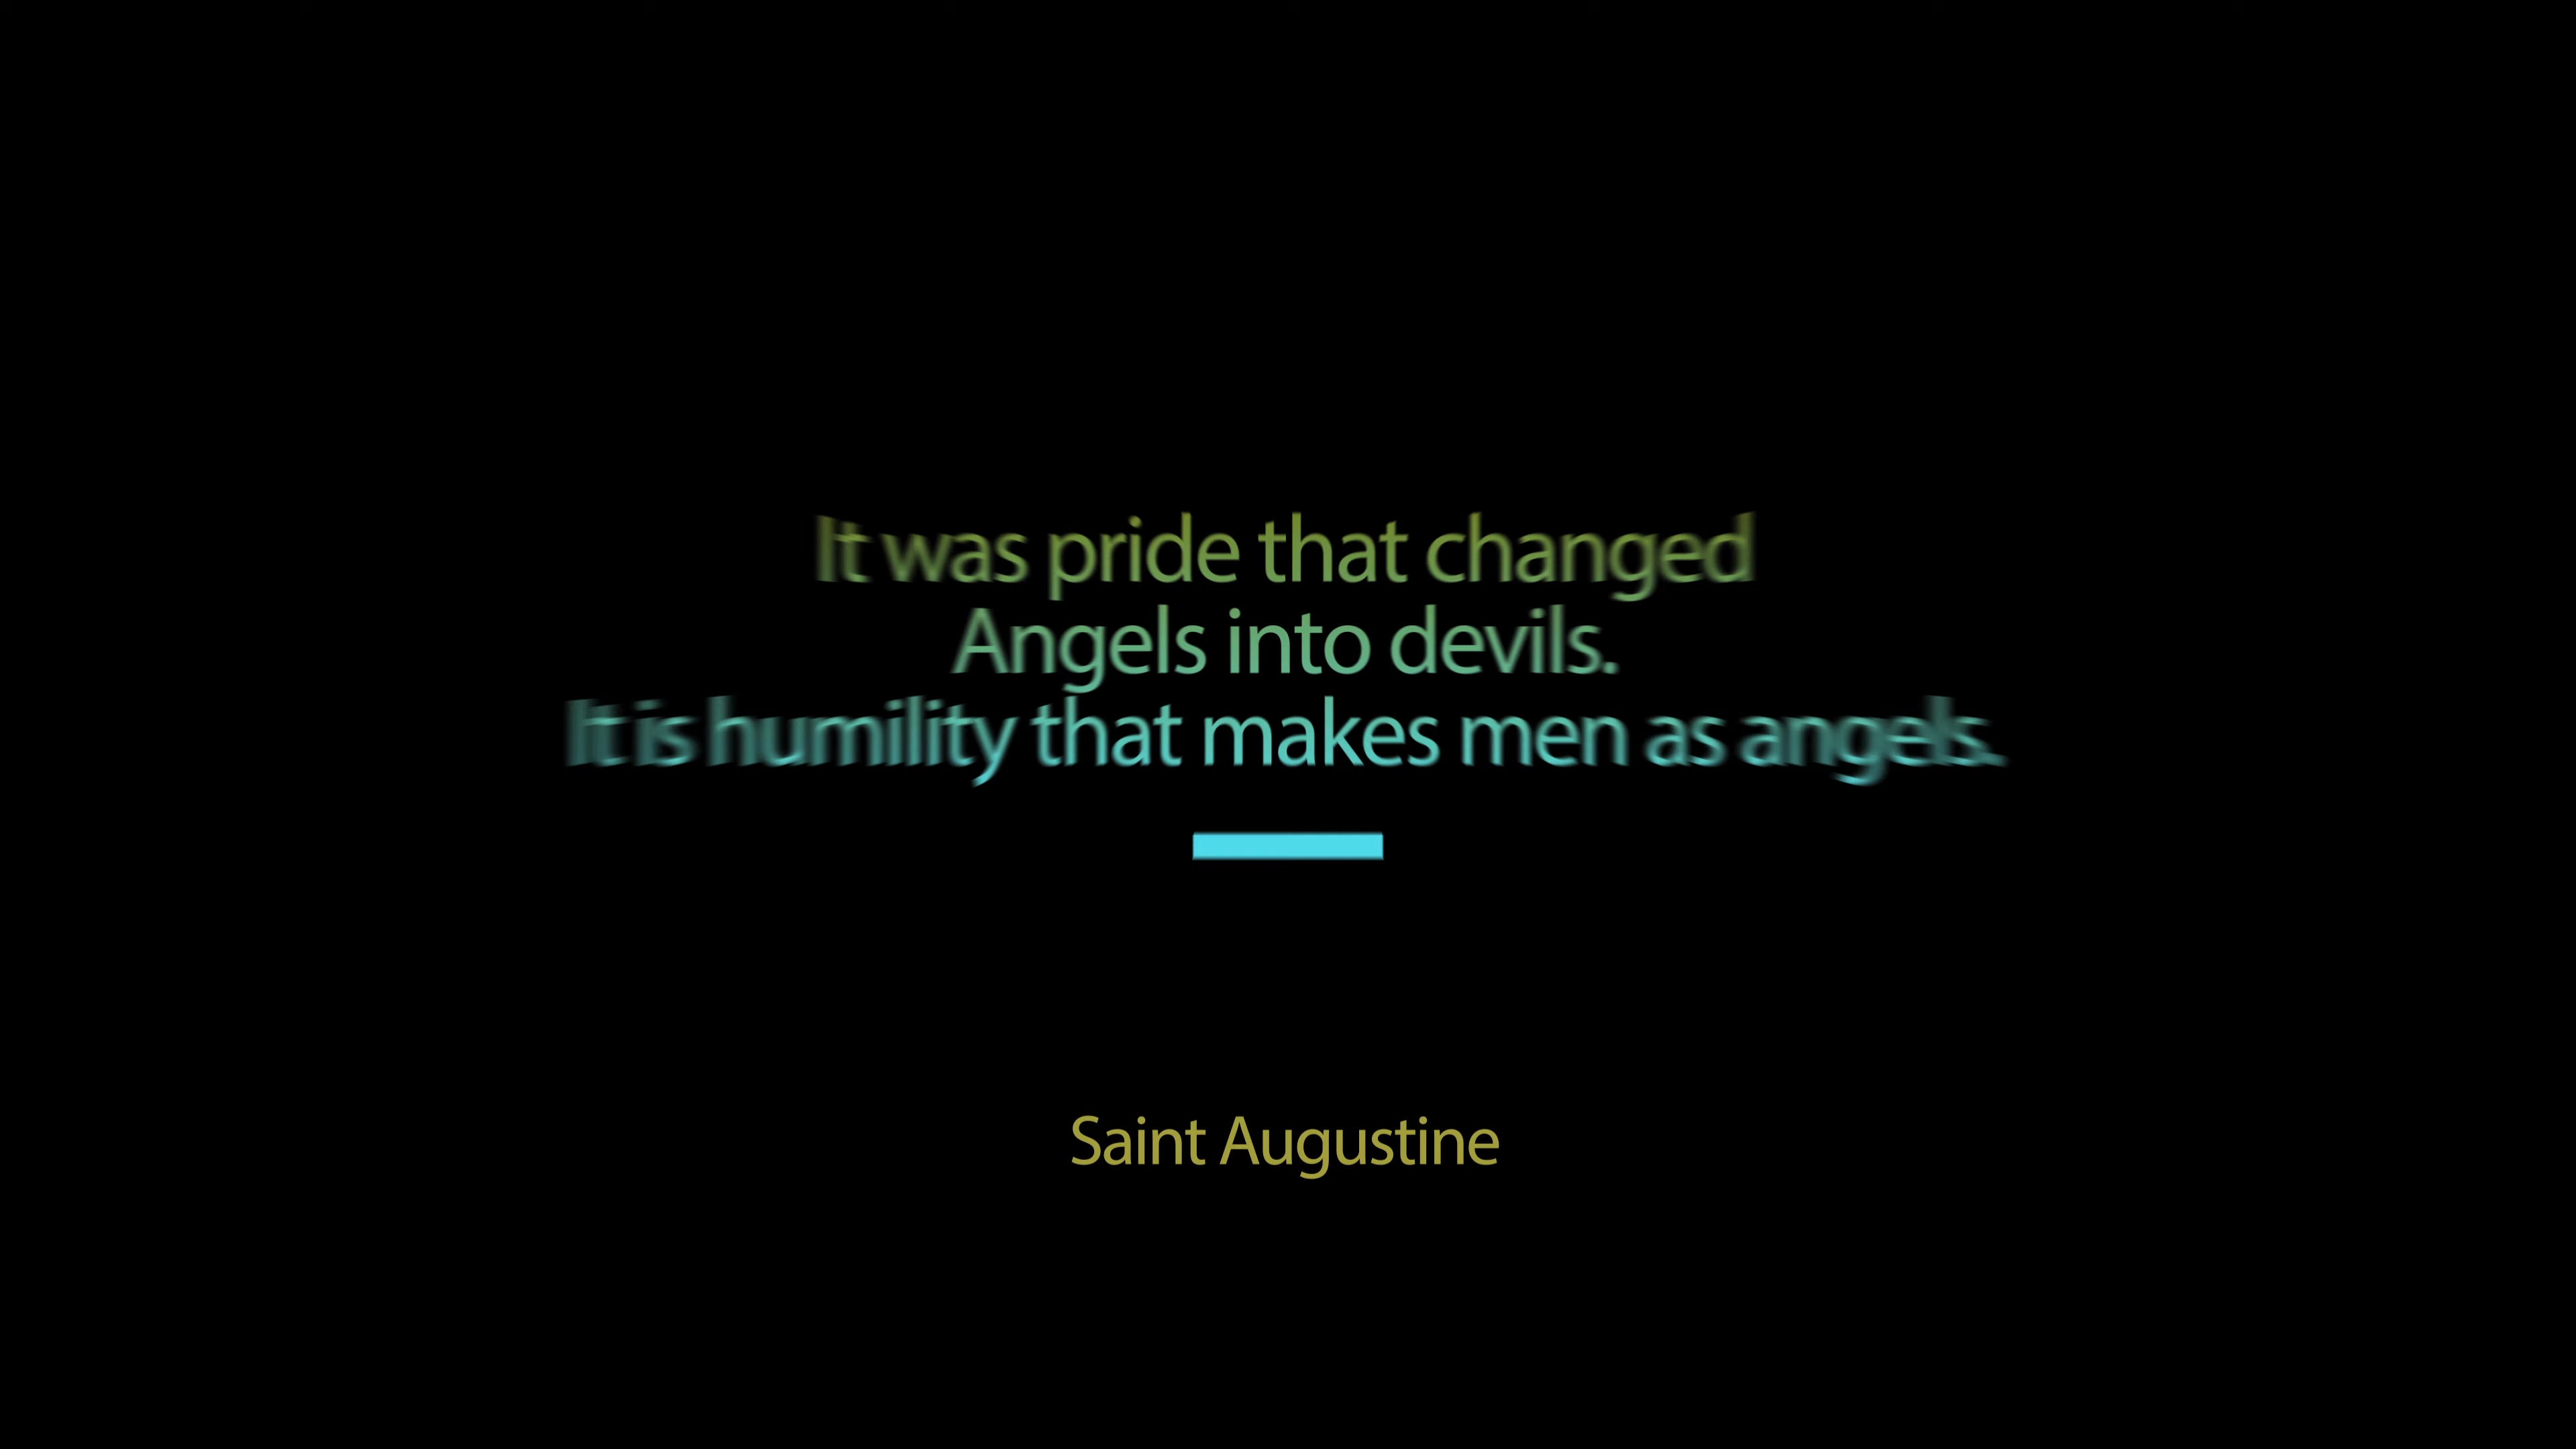 It was pride that changed
Angels into devils.
It is humility that makes men as angels.
Saint Augustine